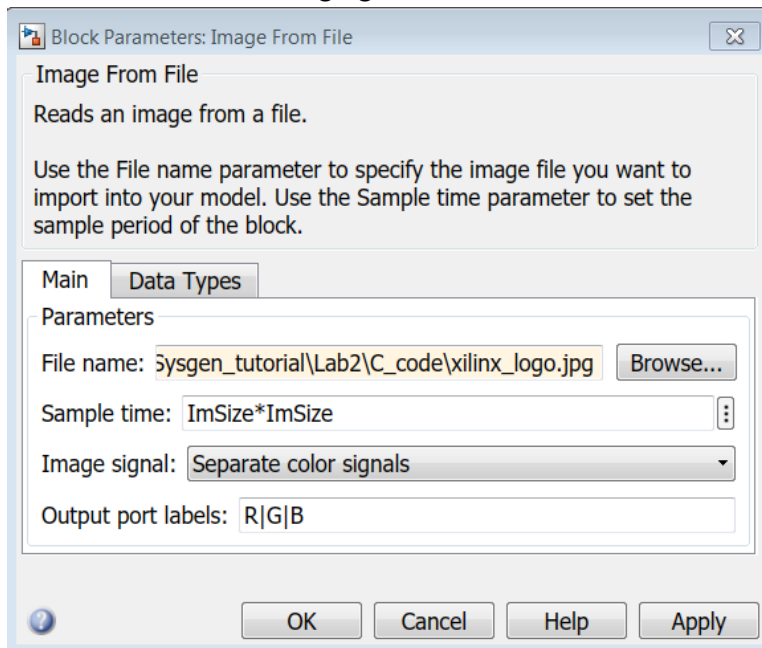 Block Parameters: Image From File
Image From File
Reads an image from a file.
Use the File name parameter to specify the image file you want to
import into your model. Use the Sample time parameter to set the
sample period of the block.
Main Data Types
Parameters
File name: Sysgen_tutorial\Lab2\C_code\xilinx_logo.jpg Browse...
Sample time: ImSize*ImSize
Image signal: Separate color signals
Output port labels: R|G|B
OK Cancel Help Apply